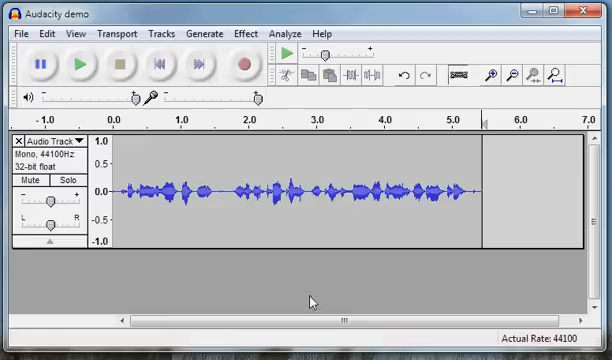 Audacity demo
File Edit View Transport Tracks Generate Effect Analyze Help
- +
- +
- +
-1.0 0.0 1.0 2.0 3.0 4.0 5.0 6.0 7.0
Audio Track
Mono, 44100Hz
32-bit float
Mute Solo
- +
L R
1.0
0.5
0.0
-0.5
-1.0
Actual Rate: 44100